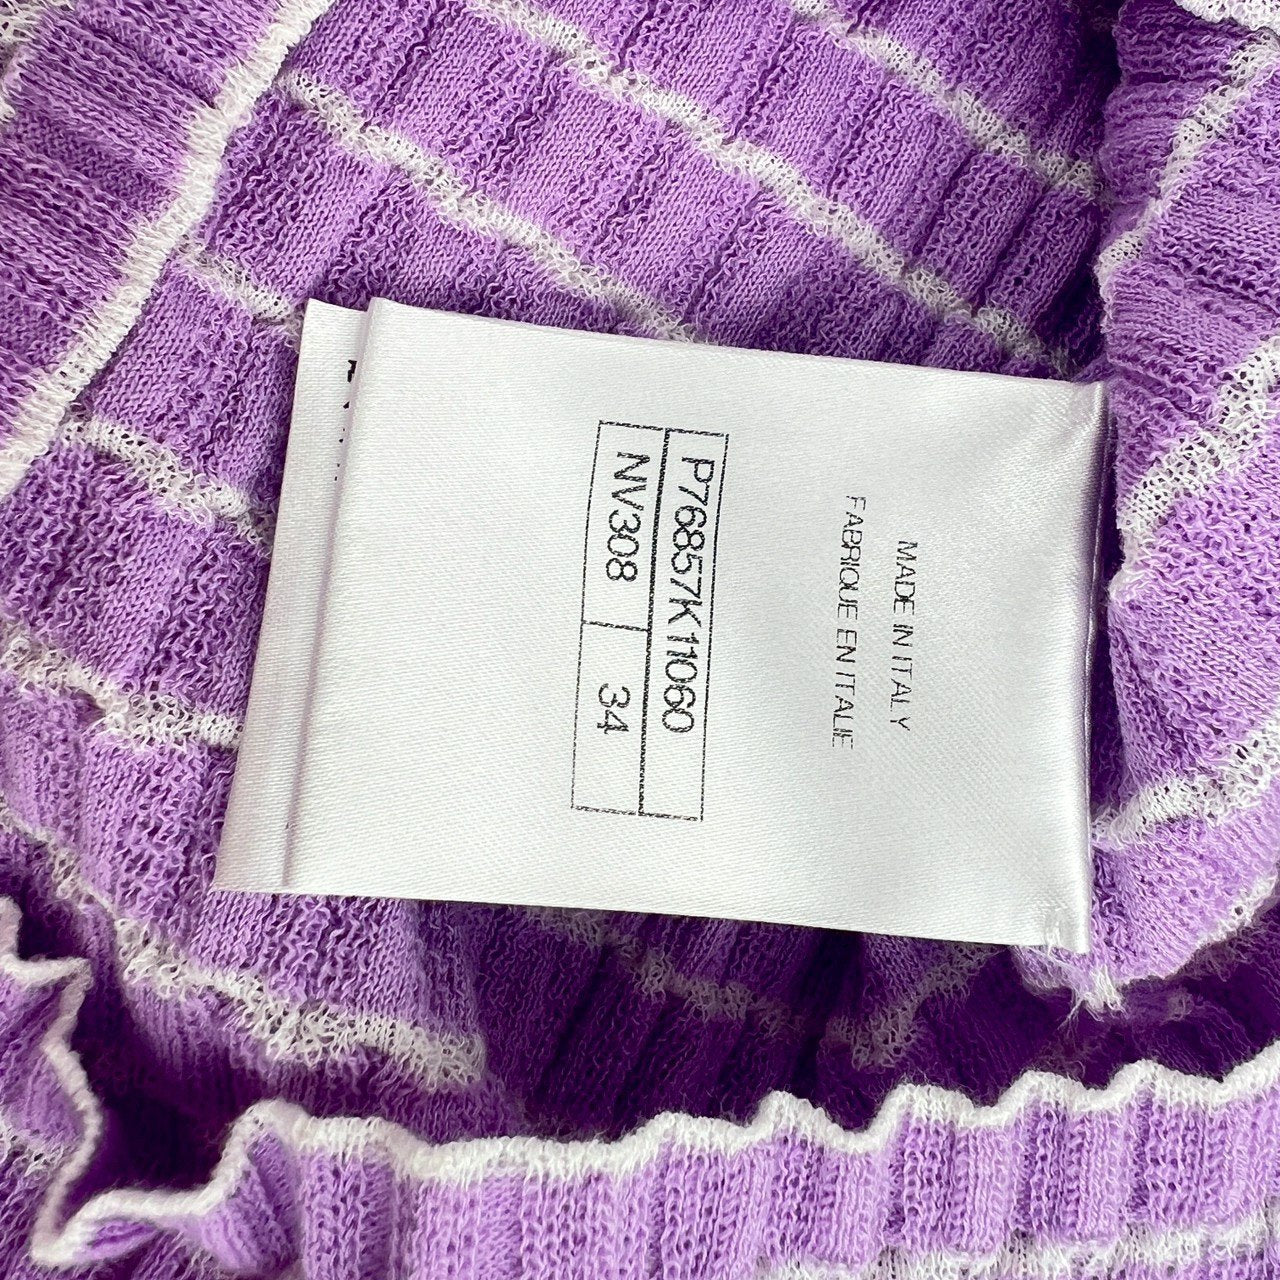 MADE IN ITALY
FABRIQUE EN ITALIE
P76857K11060
NV308 34